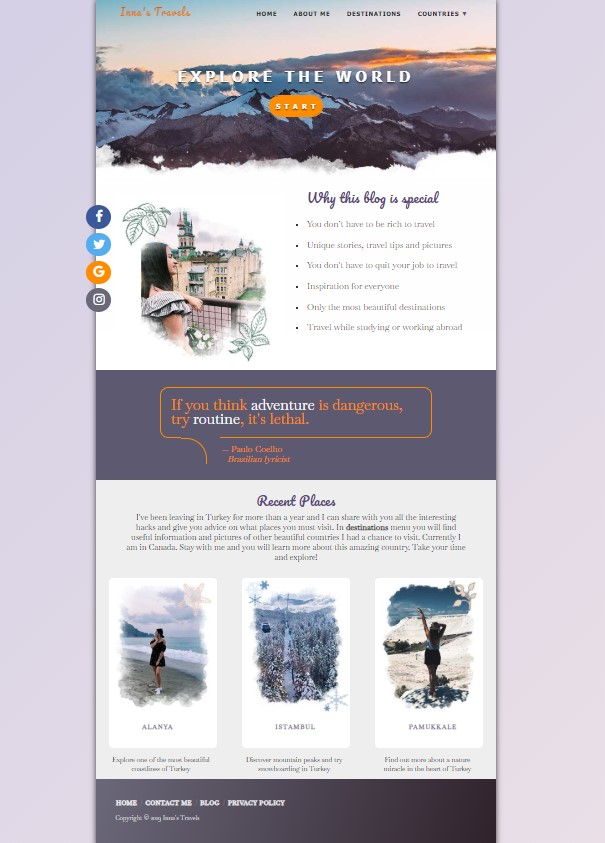 Inna's Travels
HOME ABOUT ME DESTINATIONS COUNTRIES ▼
EXPLORE THE WORLD
START
Why this blog is special
You don't have to be rich to travel
Unique stories, travel tips and pictures
You don't have to quit your job to travel
Inspiration for everyone
Only the most beautiful destinations
Travel while studying or working abroad
If you think adventure is dangerous,
try routine, it's lethal.
— Paulo Coelho
Brazilian lyricist
Recent Places
I've been leaving in Turkey for more than a year and I can share with you all the interesting
hacks and give you advice on what places you must visit. In destinations menu you will find
useful information and pictures of other beautiful countries I had a chance to visit. Currently I
am in Canada. Stay with me and you will learn more about this amazing country. Take your time
and explore!
ALANYA
ISTAMBUL
PAMUKKALE
Explore one of the most beautiful
coastlines of Turkey
Discover mountain peaks and try
snowboarding in Turkey
Find out more about a nature
miracle in the heart of Turkey
HOME CONTACT ME BLOG PRIVACY POLICY
Copyright © 2019 Inna's Travels